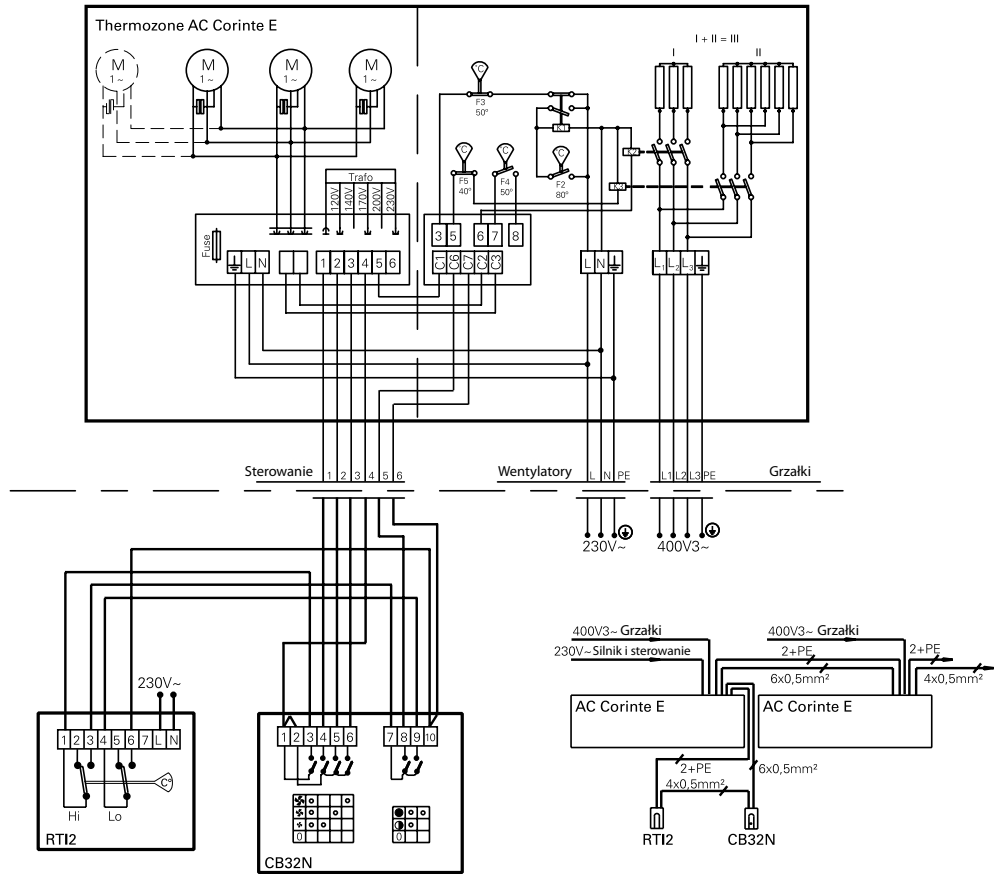 Thermozone AC Corinte E
I + II = III
I II
M 1~
M 1~
M 1~
M 1~
°C
F3
50°
K1
C
F5
40°
C
F4
50°
C
F2
80°
K2
K3
Trafo
120V 140V 170V 200V 230V
Fuse
L N
1 2 3 4 5 6
3 5 6 7 8
C1 C6 C7 C2 C3
L N
L1 L2 L3
Sterowanie 1 2 3 4 5 6
Wentylatory L N PE
L1 L2 L3 PE Grzałki
230V~ 400V3~
400V3~ Grzałki
230V~ Silnik i sterowanie
400V3~ Grzałki
2+PE
6x0,5mm²
2+PE
4x0,5mm²
AC Corinte E
AC Corinte E
2+PE
4x0,5mm²
6x0,5mm²
RTI2
CB32N
230V~
1 2 3 4 5 6 7 L N
C°
Hi Lo
RTI2
1 2 3 4 5 6
7 8 9 10
0
0
CB32N